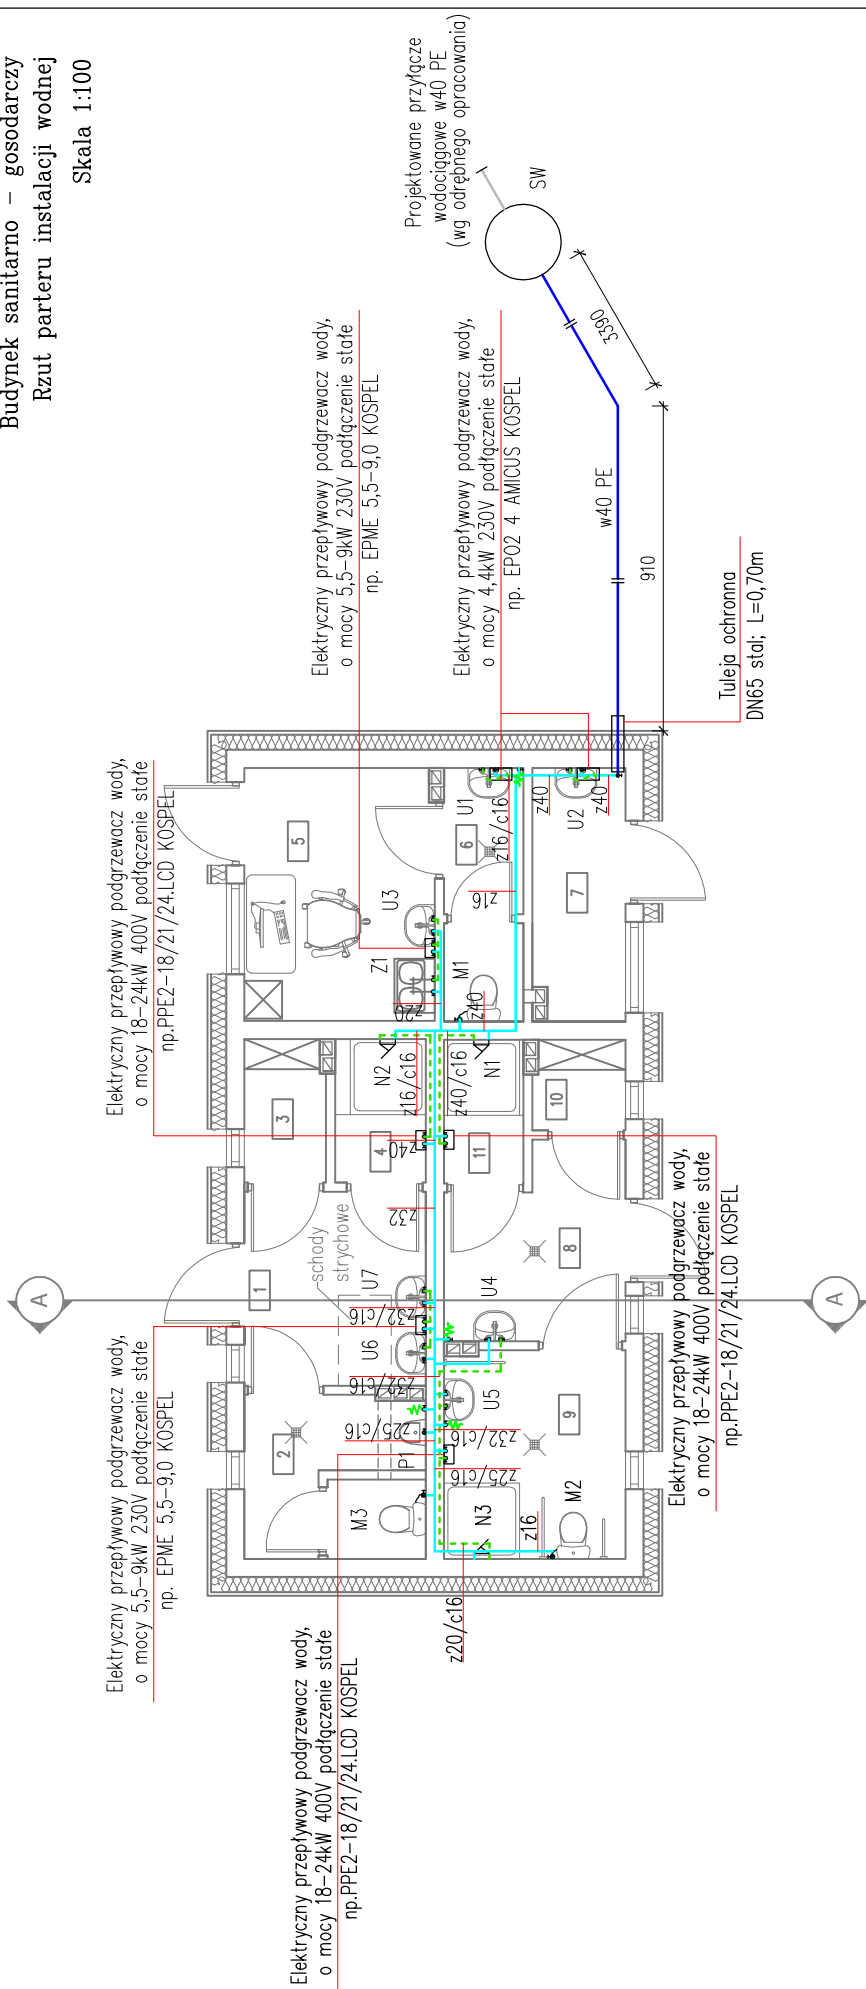 Budynek sanitarno – gosodarczy
Rzut parteru instalacji wodnej
Skala 1:100
Projektowane przyłącze
wodociągowe w40 PE
(wg odrębnego opracowania)
SW
3390
w40 PE
910
Tuleja ochronna
DN65 stal; L=0,70m
Elektryczny przepływowy podgrzewacz wody,
o mocy 5,5–9kW 230V podłączenie stałe
np. EPME 5,5–9,0 KOSPEL
Elektryczny przepływowy podgrzewacz wody,
o mocy 4,4kW 230V podłączenie stałe
np. EPO2 4 AMICUS KOSPEL
Elektryczny przepływowy podgrzewacz wody,
o mocy 18–24kW 400V podłączenie stałe
np.PPE2–18/21/24.LCD KOSPEL
Elektryczny przepływowy podgrzewacz wody,
o mocy 5,5–9kW 230V podłączenie stałe
np. EPME 5,5–9,0 KOSPEL
Elektryczny przepływowy podgrzewacz wody,
o mocy 18–24kW 400V podłączenie stałe
np.PPE2–18/21/24.LCD KOSPEL
Elektryczny przepływowy podgrzewacz wody,
o mocy 18–24kW 400V podłączenie stałe
np.PPE2–18/21/24.LCD KOSPEL
5
U3
Z1
z20
U1
6
z16/c16
z16
M1
z40
z40
U2
z40
7
3
N2
z16/c16
4
z40
z40/c16
N1
11
10
z32
1
schody
strychowe
U7
z32/c16
U6
z32/c16
2
z25/c16
P1
M3
8
U4
U5
z32/c16
z25/c16
9
N3
M2
z16
z20/c16
A
A